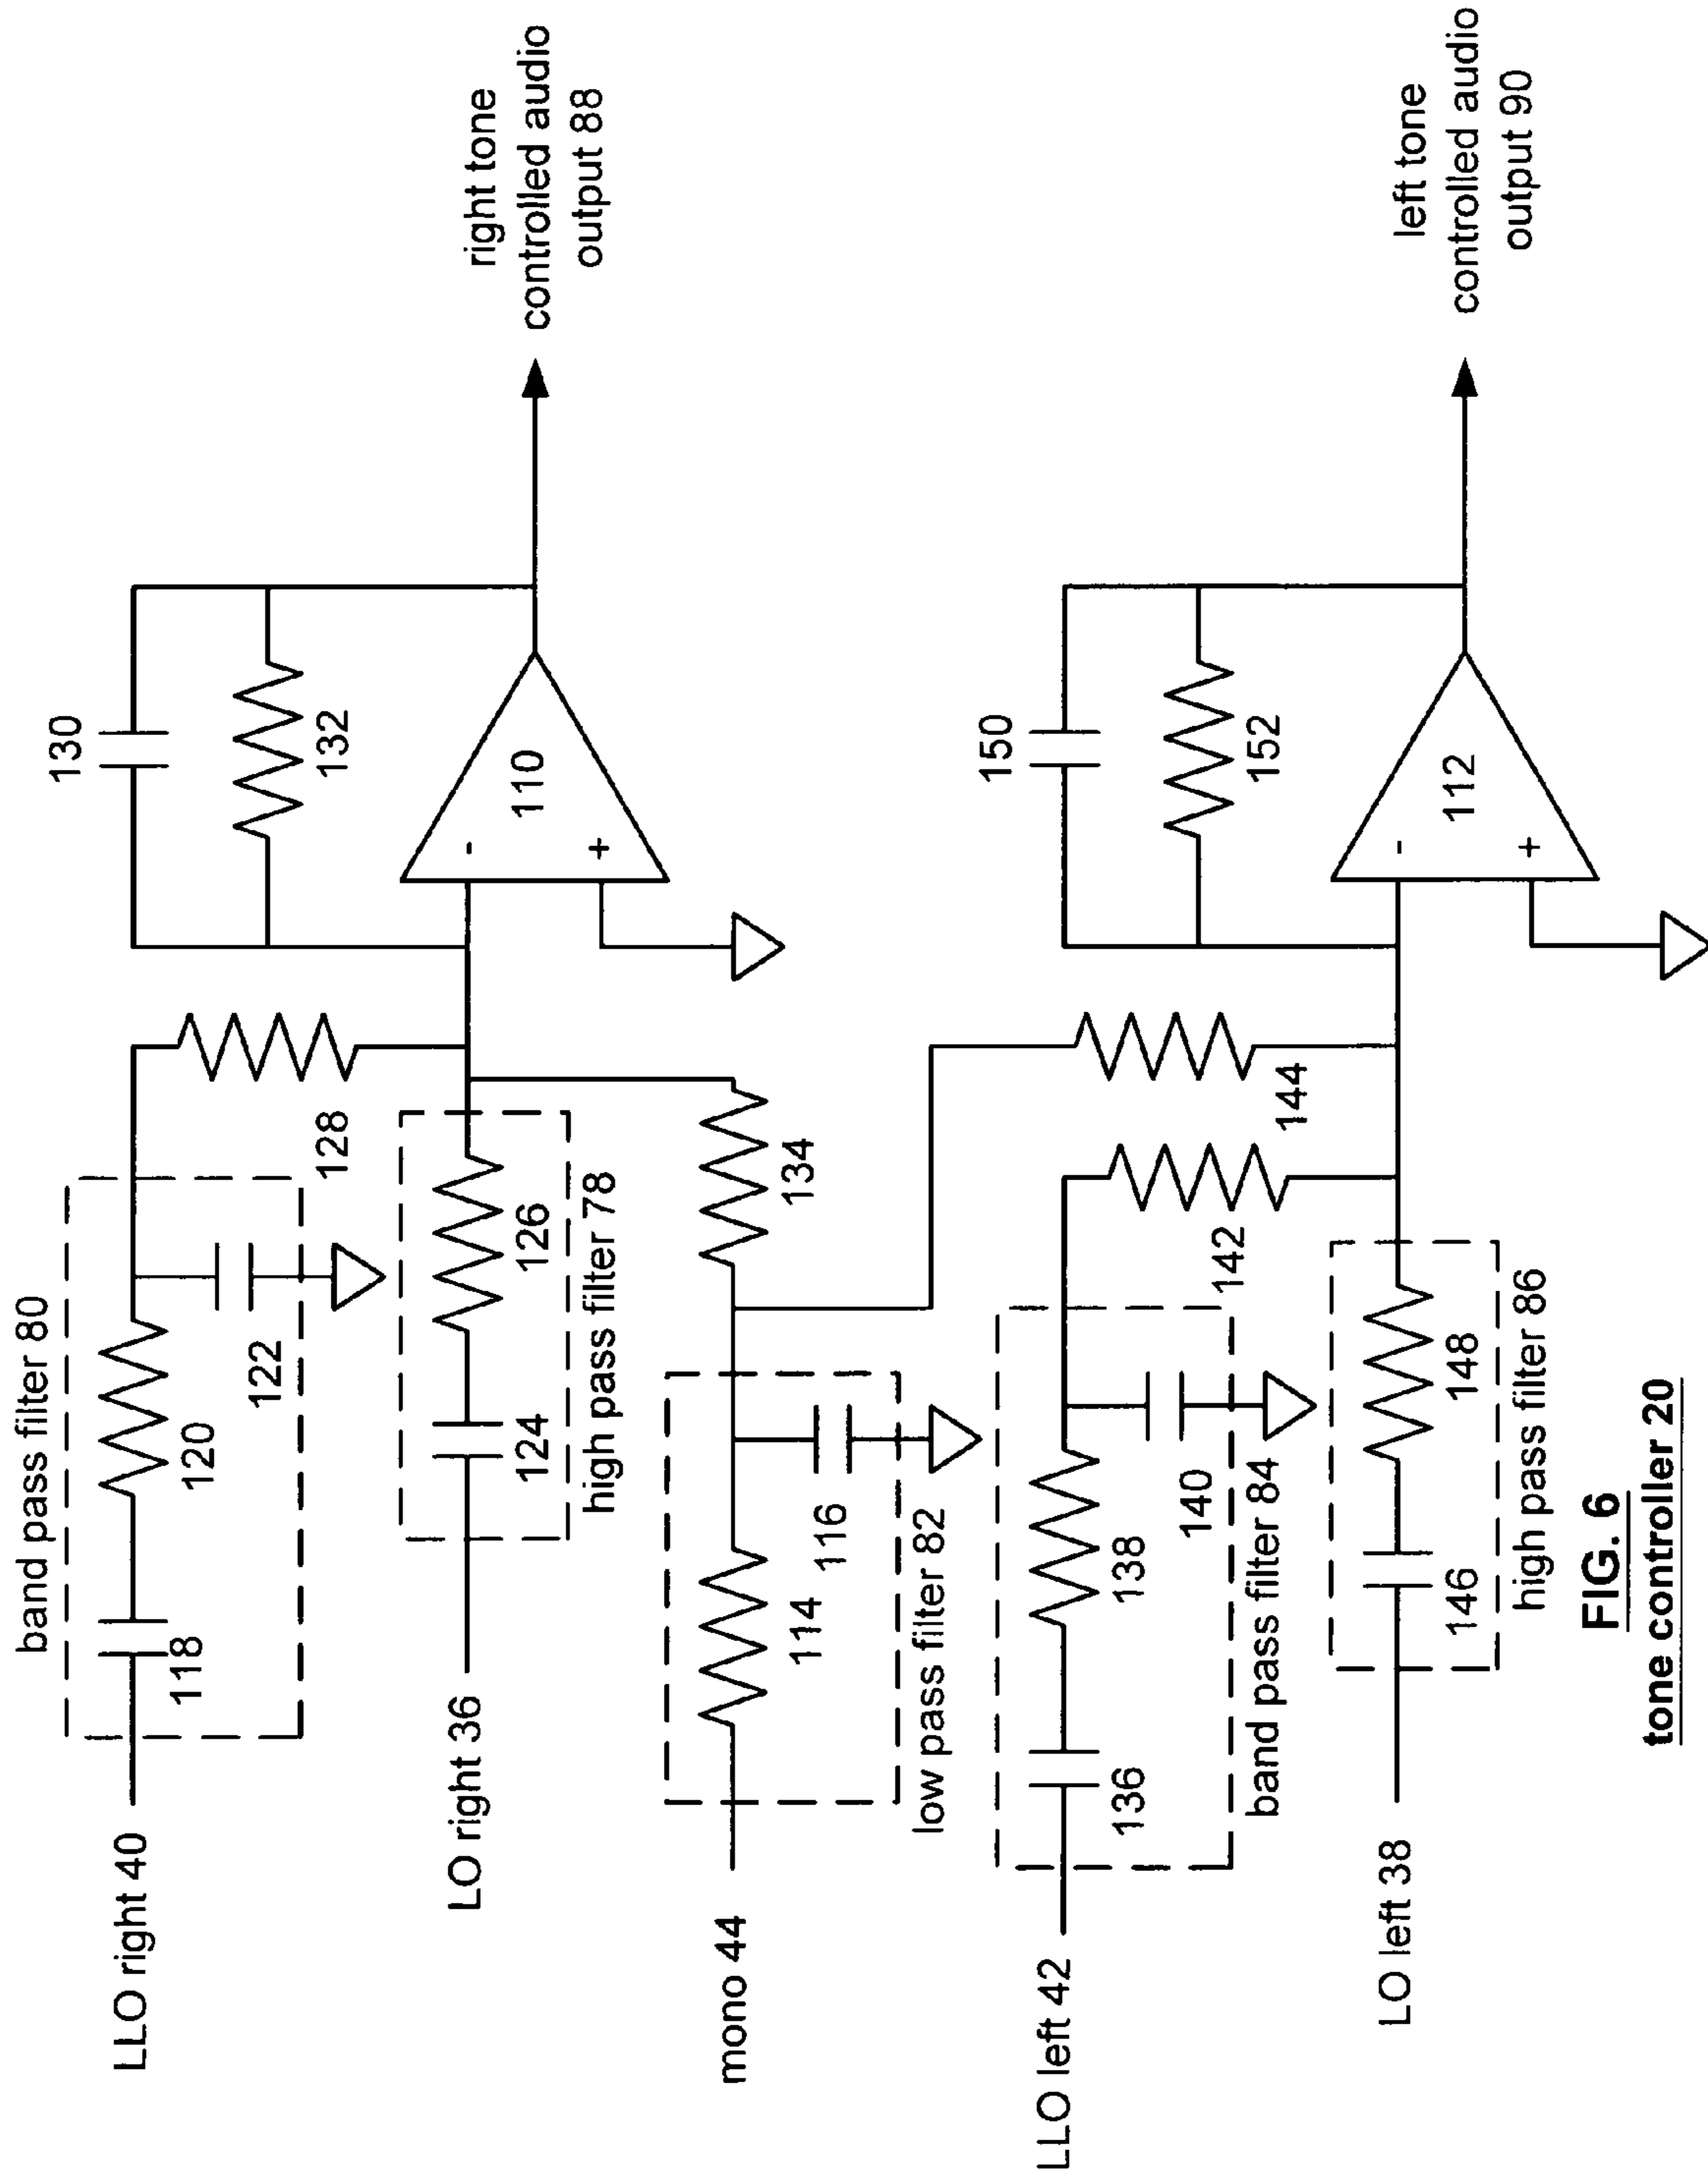 band pass filter 80
LLO right 40
118
120
122
128
130
132
LO right 36
124
126
high pass filter 78
-
+
110
right tone
controlled audio
output 88
mono 44
114
116
low pass filter 82
134
LLO left 42
136
138
140
band pass filter 84
142
144
150
152
LO left 38
146
148
high pass filter 86
-
+
112
left tone
controlled audio
output 90
FIG. 6
tone controller 20